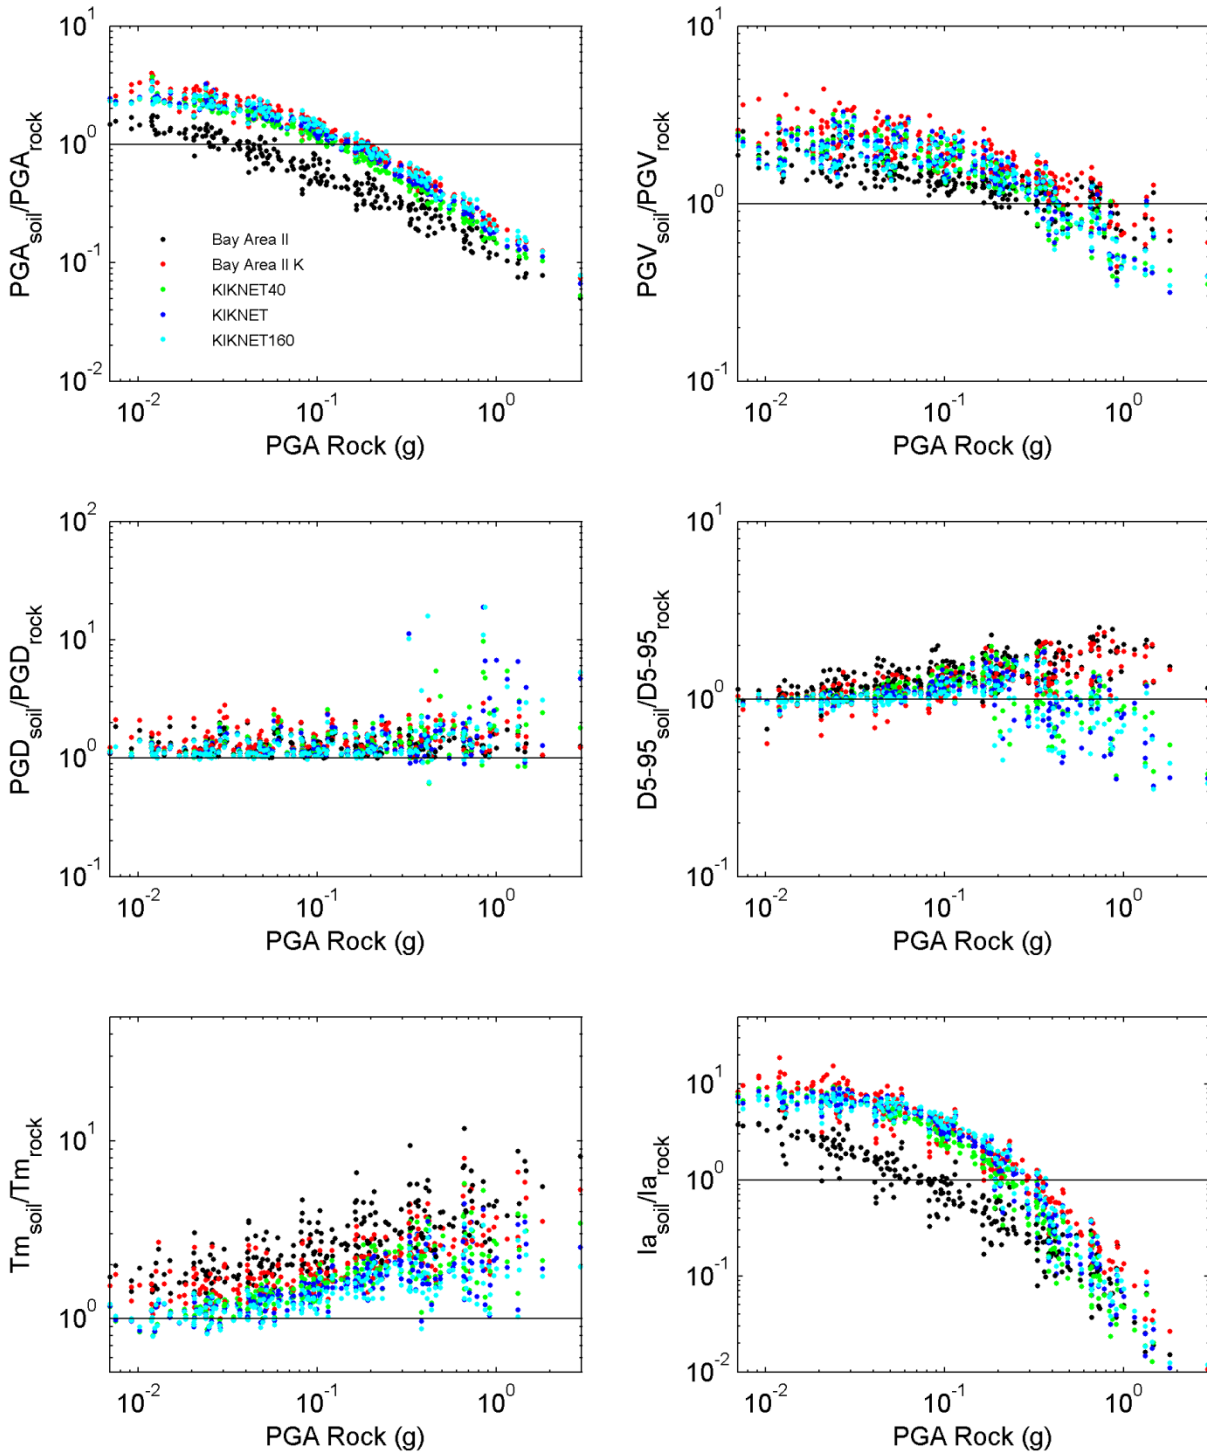 10^1
10^0
10^-1
10^-2
PGA_soil/PGA_rock
Bay Area II
Bay Area II K
KIKNET40
KIKNET
KIKNET160
10^-2 10^-1 10^0
PGA Rock (g)
10^1
10^0
10^-1
PGV_soil/PGV_rock
10^-2 10^-1 10^0
PGA Rock (g)
10^2
10^1
10^0
10^-1
PGD_soil/PGD_rock
10^-2 10^-1 10^0
PGA Rock (g)
10^1
10^0
10^-1
D5-95_soil/D5-95_rock
10^-2 10^-1 10^0
PGA Rock (g)
10^1
10^0
Tm_soil/Tm_rock
10^-2 10^-1 10^0
PGA Rock (g)
10^1
10^0
10^-1
10^-2
Ia_soil/Ia_rock
10^-2 10^-1 10^0
PGA Rock (g)